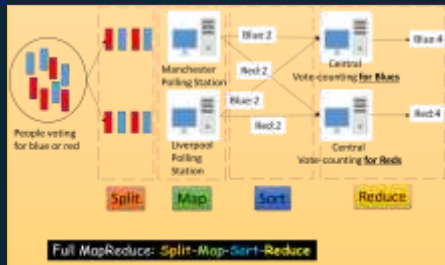 Manchester
Polling Station
Blue:2
Red:2
Central
Vote-counting for Blues
Blue:4
People voting
for blue or red
Liverpool
Polling
Station
Blue:2
Red:2
Central
Vote-counting for Reds
Red:4
Split
Map
Sort
Reduce
Full MapReduce: Split-Map-Sort-Reduce